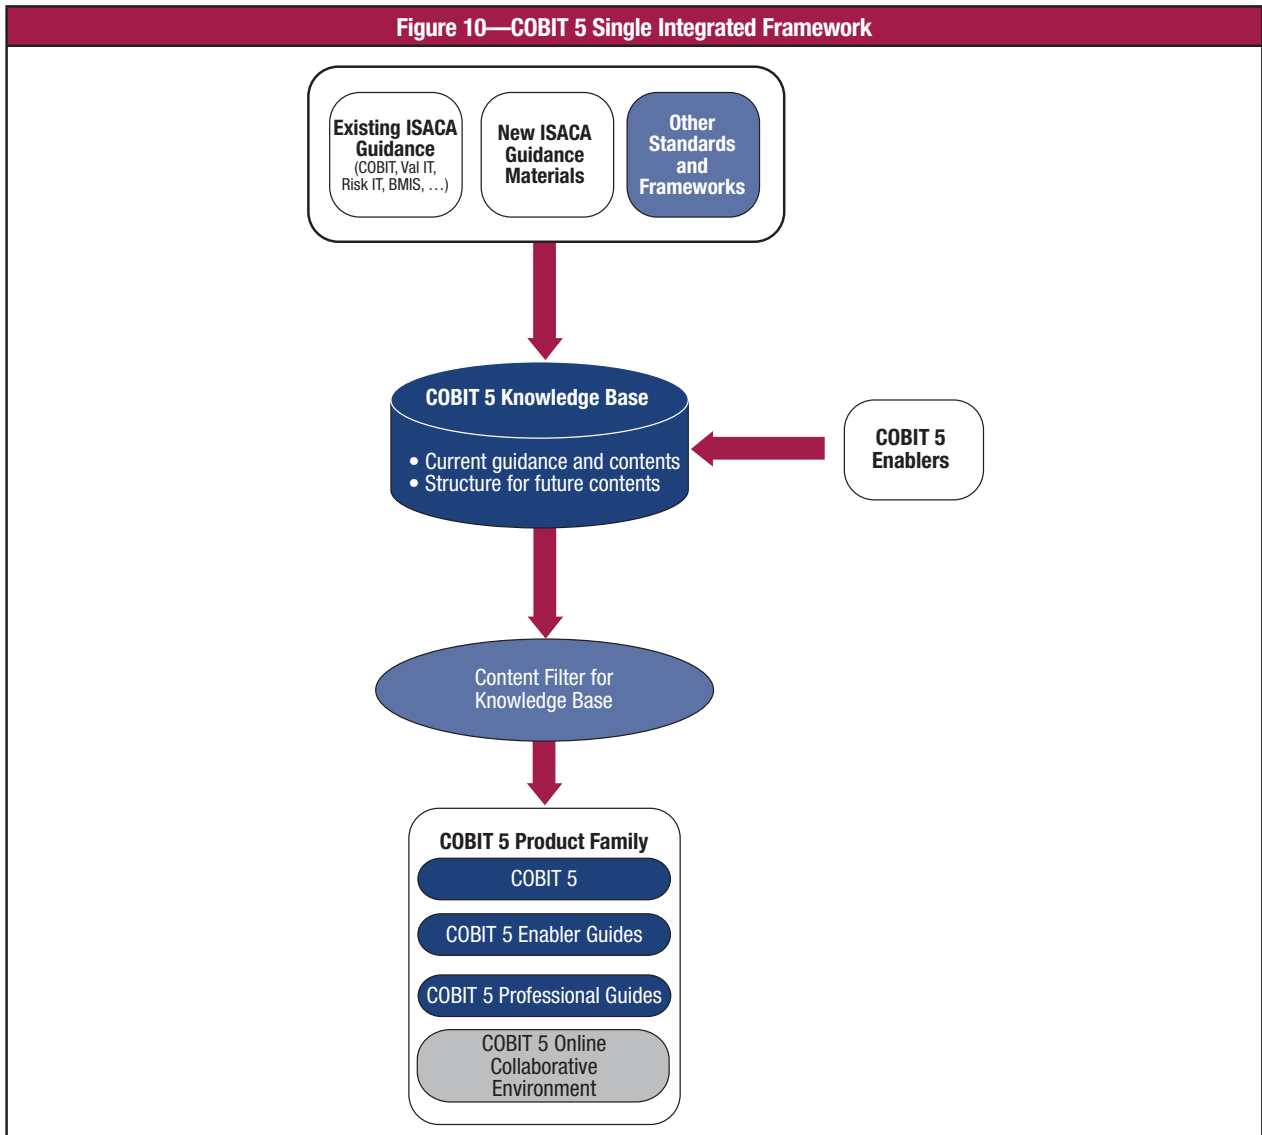 Figure 10—COBIT 5 Single Integrated Framework
Existing ISACA
Guidance
(COBIT, Val IT,
Risk IT, BMIS, …)
New ISACA
Guidance
Materials
Other
Standards
and
Frameworks
COBIT 5 Knowledge Base
• Current guidance and contents
• Structure for future contents
COBIT 5
Enablers
Content Filter for
Knowledge Base
COBIT 5 Product Family
COBIT 5
COBIT 5 Enabler Guides
COBIT 5 Professional Guides
COBIT 5 Online
Collaborative
Environment